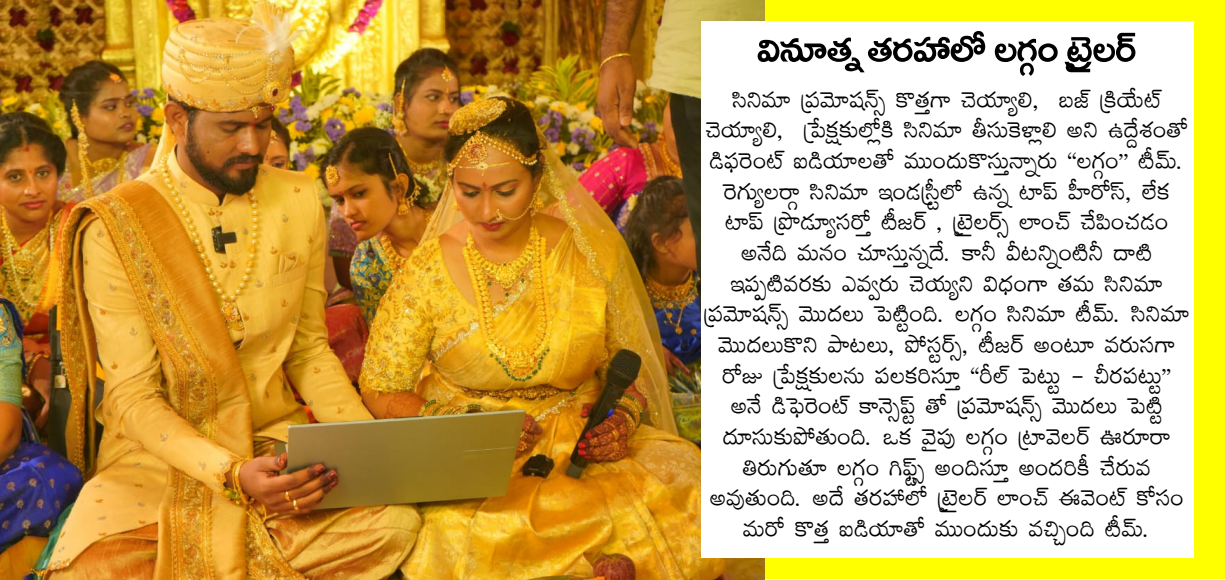 వినూత్న తరహాలో లగ్గం ట్రైలర్
సినిమా ప్రమోషన్స్ కొత్తగా చెయ్యాలి, బజ్ క్రియేట్
చెయ్యాలి, ప్రేక్షకుల్లోకి సినిమా తీసుకెళ్లాలి అని ఉద్దేశంతో
డిఫరెంట్ ఐడియాలతో ముందుకొస్తున్నారు “లగ్గం” టీమ్.
రెగ్యులర్గా సినిమా ఇండస్ట్రీలో ఉన్న టాప్ హీరోస్, లేక
టాప్ ప్రొడ్యూసర్తో టీజర్ , ట్రైలర్స్ లాంచ్ చేపించడం
అనేది మనం చూస్తున్నదే. కానీ వీటన్నింటినీ దాటి
ఇప్పటివరకు ఎవ్వరు చెయ్యని విధంగా తమ సినిమా
ప్రమోషన్స్ మొదలు పెట్టింది. లగ్గం సినిమా టీమ్. సినిమా
మొదలుకొని పాటలు, పోస్టర్స్, టీజర్ అంటూ వరుసగా
రోజు ప్రేక్షకులను పలకరిస్తూ “రీల్ పెట్టు – చీరపట్టు”
అనే డిఫెరెంట్ కాన్సెప్ట్ తో ప్రమోషన్స్ మొదలు పెట్టి
దూసుకుపోతుంది. ఒక వైపు లగ్గం ట్రావెలర్ ఊరూరా
తిరుగుతూ లగ్గం గిఫ్ట్స్ అందిస్తూ అందరికీ చేరువ
అవుతుంది. అదే తరహాలో ట్రైలర్ లాంచ్ ఈవెంట్ కోసం
మరో కొత్త ఐడియాతో ముందుకు వచ్చింది టీమ్.